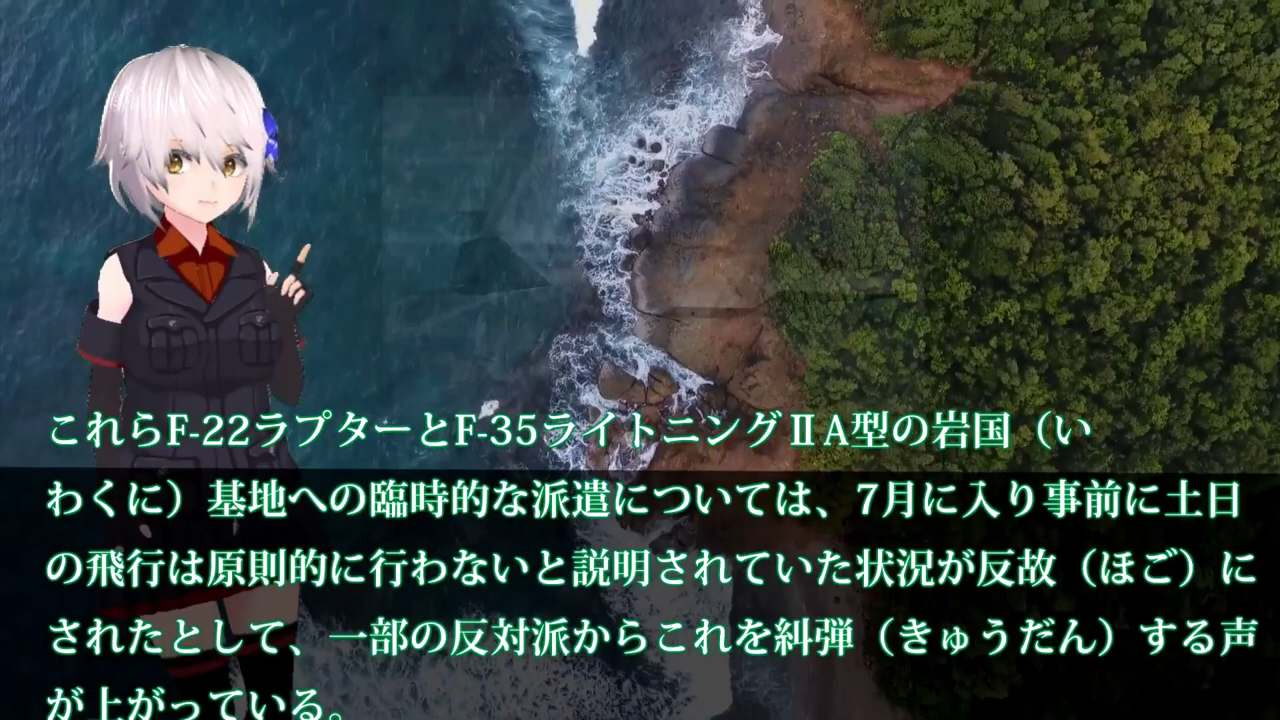 これらF-22ラプターとF-35ライトニングⅡA型の岩国（い
わくに）基地への臨時的な派遣については、7月に入り事前に土日
の飛行は原則的に行わないと説明されていた状況が反故（ほご）に
されたとして、一部の反対派からこれを糾弾（きゅうだん）する声
が上がっている。